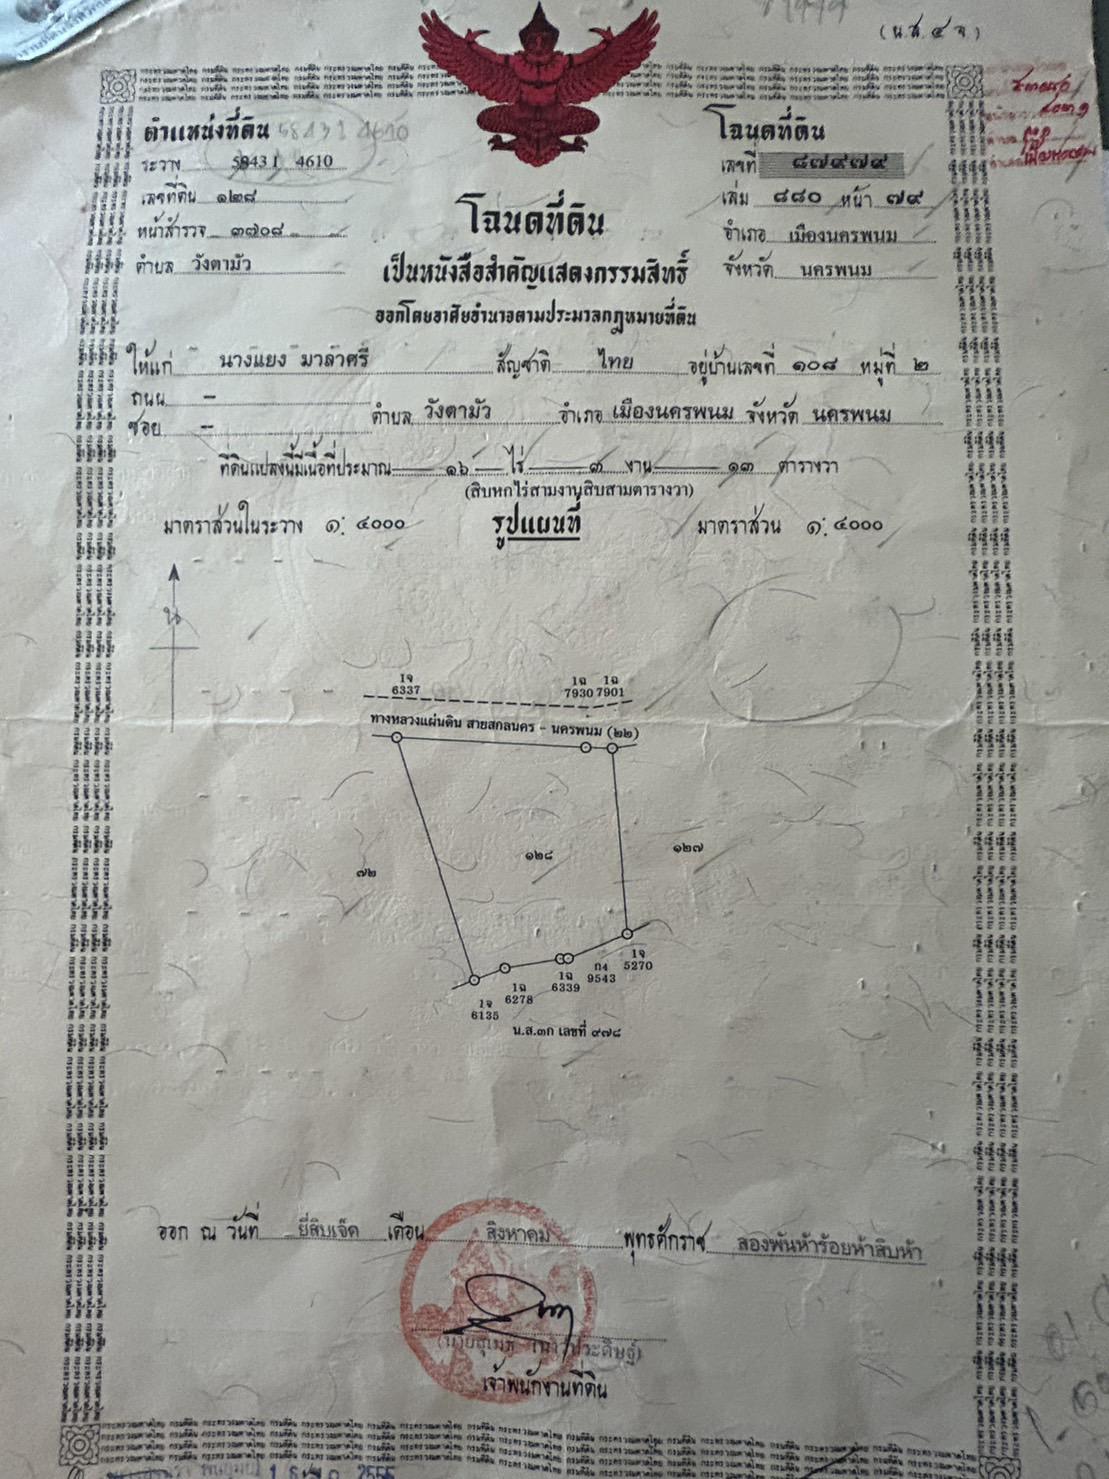 (น.ส. ๔ จ)
ตำแหน่งที่ดิน
ระวาง 5843 I 4610
เลขที่ดิน ๑๒๘
หน้าสำรวจ ๓๗๐๘
ตำบล วังตามัว
โฉนดที่ดิน
เลขที่ ๘๗๙๗๙
เล่ม ๘๘๐ หน้า ๗๙
อำเภอ เมืองนครพนม
จังหวัด นครพนม
โฉนดที่ดิน
เป็นหนังสือสำคัญแสดงกรรมสิทธิ์
ออกโดยอาศัยอำนาจตามประมวลกฎหมายที่ดิน
ให้แก่ นางแยง มาลาศรี สัญชาติ ไทย อยู่บ้านเลขที่ ๑๐๘ หมู่ที่ ๒
ถนน –
ซอย – ตำบล วังตามัว อำเภอ เมืองนครพนม จังหวัด นครพนม
ที่ดินแปลงนี้มีเนื้อที่ประมาณ ๑๖ ไร่ ๓ งาน ๑๓ ตารางวา
(สิบหกไร่สามงานสิบสามตารางวา)
มาตราส่วนในระวาง ๑: ๔๐๐๐ รูปแผนที่ มาตราส่วน ๑: ๔๐๐๐
น
1จ 1ฉ 1ฉ
6337 7930 7901
ทางหลวงแผ่นดิน สายสกลนคร - นครพนม (๒๒)
๗๒ ๑๒๘ ๑๒๗
1จ 6135
1ฉ 6278
1ฉ 6339
ก4 9543
1จ 5270
น.ส.๓ก เลขที่ ๙๗๘
ออก ณ วันที่ ยี่สิบเจ็ด เดือน สิงหาคม พุทธศักราช สองพันห้าร้อยห้าสิบห้า
เจ้าพนักงานที่ดิน